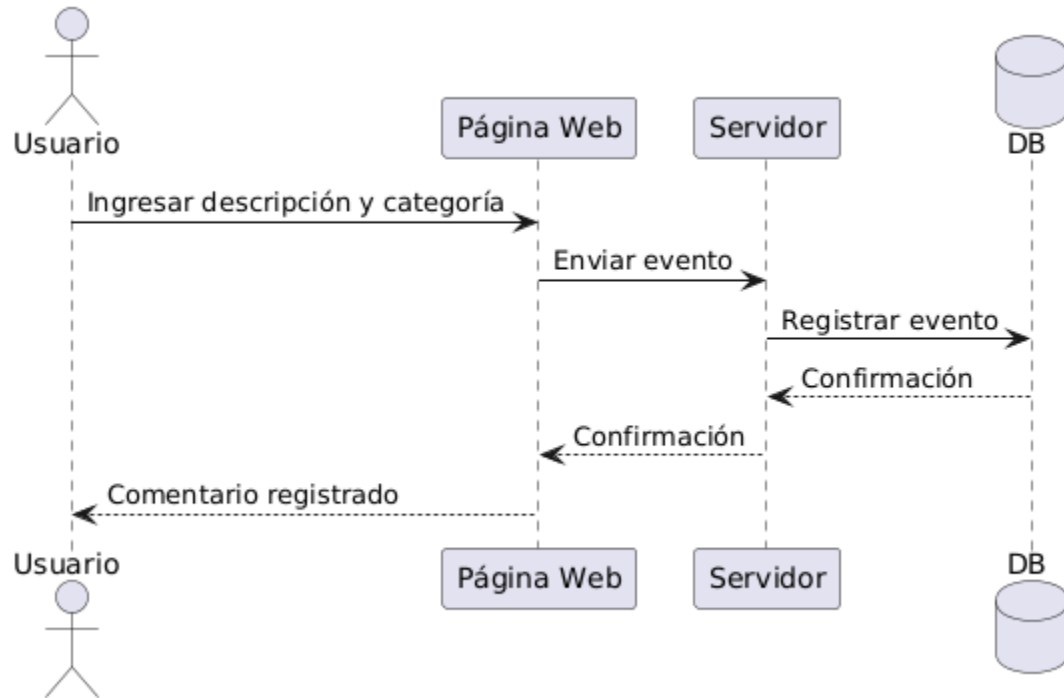 Usuario
Página Web
Servidor
DB
Ingresar descripción y categoría
Enviar evento
Registrar evento
Confirmación
Confirmación
Comentario registrado
Usuario
Página Web
Servidor
DB